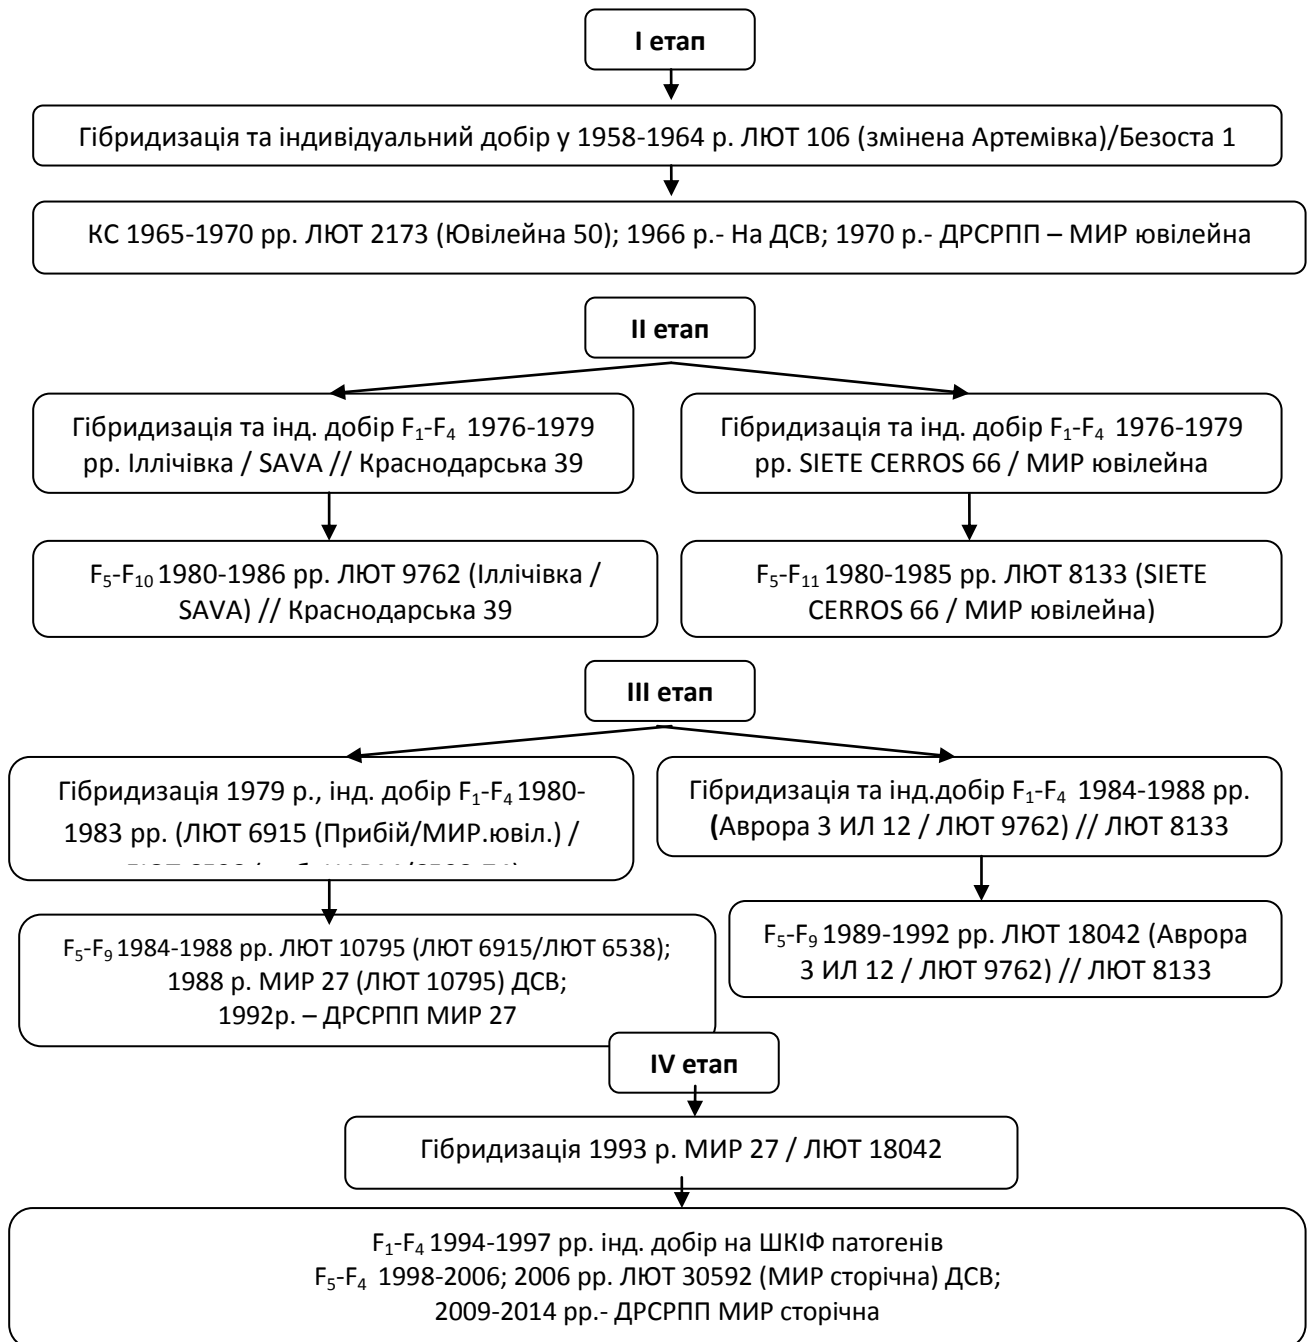 І етап
Гібридизація та індивідуальний добір у 1958-1964 р. ЛЮТ 106 (змінена Артемівка)/Безоста 1
КС 1965-1970 рр. ЛЮТ 2173 (Ювілейна 50); 1966 р.- На ДСВ; 1970 р.- ДРСРПП – МИР ювілейна
ІІ етап
Гібридизація та інд. добір F₁-F₄ 1976-1979
рр. Іллічівка / SAVA // Краснодарська 39
Гібридизація та інд. добір F₁-F₄ 1976-1979
рр. SIETE CERROS 66 / МИР ювілейна
F₅-F₁₀ 1980-1986 рр. ЛЮТ 9762 (Іллічівка /
SAVA) // Краснодарська 39
F₅-F₁₁ 1980-1985 рр. ЛЮТ 8133 (SIETE
CERROS 66 / МИР ювілейна)
ІІІ етап
Гібридизація 1979 р., інд. добір F₁-F₄ 1980-
1983 рр. (ЛЮТ 6915 (Прибій/МИР.ювіл.) /
Гібридизація та інд.добір F₁-F₄ 1984-1988 рр.
(Аврора 3 ИЛ 12 / ЛЮТ 9762) // ЛЮТ 8133
F₅-F₉ 1984-1988 рр. ЛЮТ 10795 (ЛЮТ 6915/ЛЮТ 6538);
1988 р. МИР 27 (ЛЮТ 10795) ДСВ;
1992р. – ДРСРПП МИР 27
F₅-F₉ 1989-1992 рр. ЛЮТ 18042 (Аврора
3 ИЛ 12 / ЛЮТ 9762) // ЛЮТ 8133
IV етап
Гібридизація 1993 р. МИР 27 / ЛЮТ 18042
F₁-F₄ 1994-1997 рр. інд. добір на ШКІФ патогенів
F₅-F₄ 1998-2006; 2006 рр. ЛЮТ 30592 (МИР сторічна) ДСВ;
2009-2014 рр.- ДРСРПП МИР сторічна